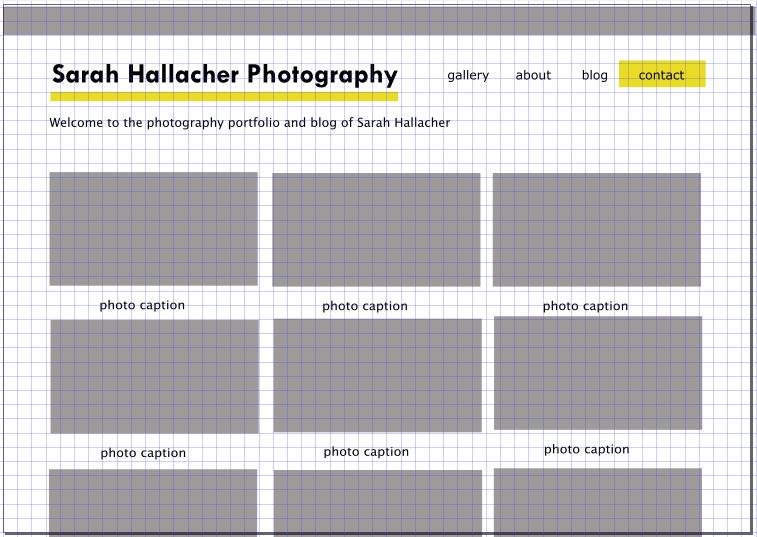 Sarah Hallacher Photography
gallery about blog contact
Welcome to the photography portfolio and blog of Sarah Hallacher
photo caption photo caption photo caption
photo caption photo caption photo caption